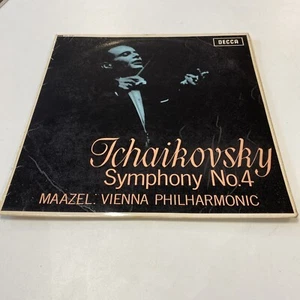 DECCA
Tchaikovsky
Symphony No.4
MAAZEL: VIENNA PHILHARMONIC